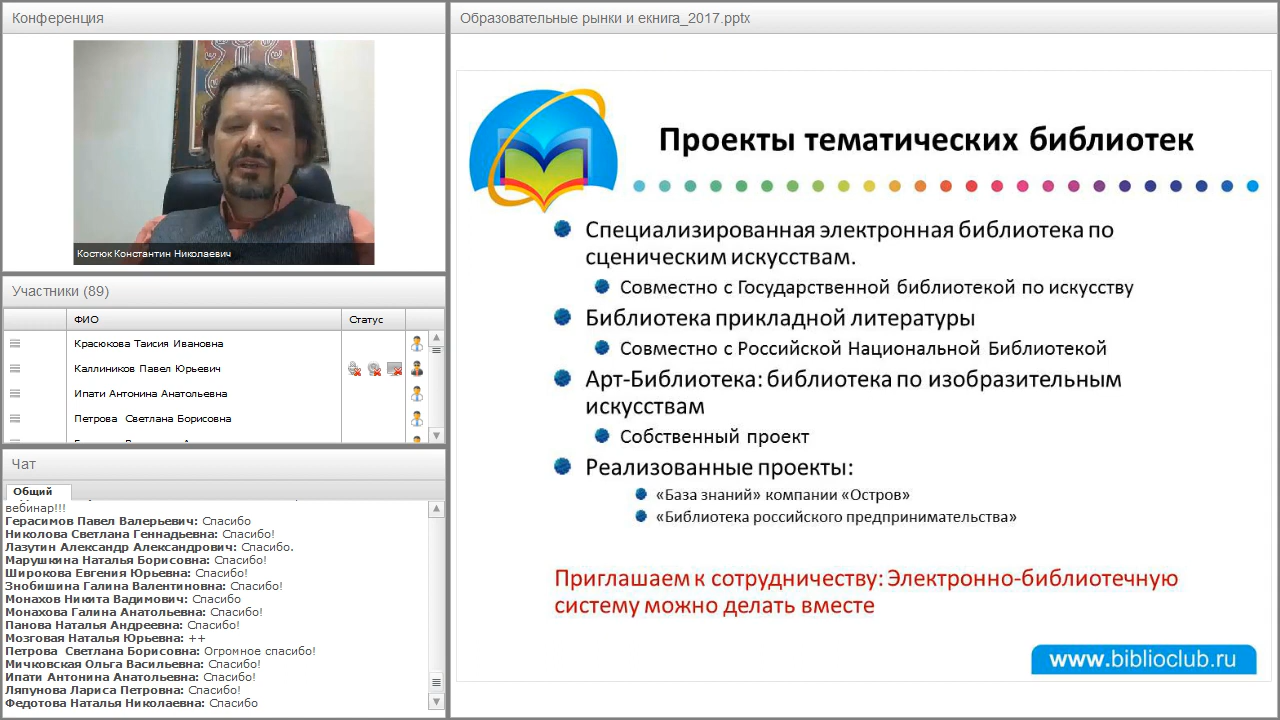 Конференция
Костюк Константин Николаевич
Участники (89)
ФИО
Статус
Красюкова Таисия Ивановна
Каллиников Павел Юрьевич
Ипати Антонина Анатольевна
Петрова Светлана Борисовна
Чат
Общий
вебинар!!!
Герасимов Павел Валерьевич: Спасибо
Николова Светлана Геннадьевна: Спасибо!
Лазутин Александр Александрович: Спасибо.
Марушкина Наталья Борисовна: Спасибо!
Широкова Евгения Юрьевна: Спасибо!
Знобишина Галина Валентиновна: Спасибо!
Монахов Никита Вадимович: Спасибо
Монахова Галина Анатольевна: Спасибо!
Панова Наталья Андреевна: Спасибо!
Мозговая Наталья Юрьевна: ++
Петрова Светлана Борисовна: Огромное спасибо!
Мичковская Ольга Васильевна: Спасибо!
Ипати Антонина Анатольевна: Спасибо!
Ляпунова Лариса Петровна: Спасибо!
Федотова Наталья Николаевна: Спасибо
Образовательные рынки и екнига_2017.pptx
Проекты тематических библиотек
Специализированная электронная библиотека по
сценическим искусствам.
Совместно с Государственной библиотекой по искусству
Библиотека прикладной литературы
Совместно с Российской Национальной Библиотекой
Арт-Библиотека: библиотека по изобразительным
искусствам
Собственный проект
Реализованные проекты:
«База знаний» компании «Остров»
«Библиотека российского предпринимательства»
Приглашаем к сотрудничеству: Электронно-библиотечную
систему можно делать вместе
www.biblioclub.ru